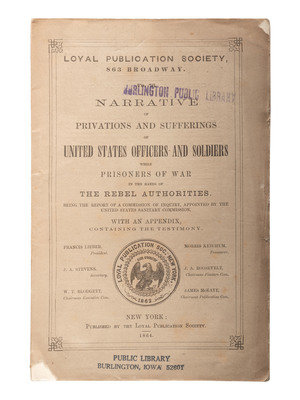 LOYAL PUBLICATION SOCIETY,
863 BROADWAY.
BURLINGTON PUBLIC LIBRARY
NARRATIVE
OF
PRIVATIONS AND SUFFERINGS
OF
UNITED STATES OFFICERS AND SOLDIERS
WHILE
PRISONERS OF WAR
IN THE HANDS OF
THE REBEL AUTHORITIES.
BEING THE REPORT OF A COMMISSION OF INQUIRY, APPOINTED BY THE
UNITED STATES SANITARY COMMISSION.
WITH AN APPENDIX,
CONTAINING THE TESTIMONY.
FRANCIS LIEBER,
President.
MORRIS KETCHUM,
Treasurer.
J. A. STEVENS,
Secretary.
J. A. ROOSEVELT,
Chairman Finance Com.
W. T. BLODGETT,
Chairman Executive Com.
JAMES McKAYE,
Chairman Publication Com.
LOYAL PUBLICATION SOC. NEW YORK.
1862
NEW YORK:
PUBLISHED BY THE LOYAL PUBLICATION SOCIETY.
1864.
PUBLIC LIBRARY
BURLINGTON, IOWA 52601